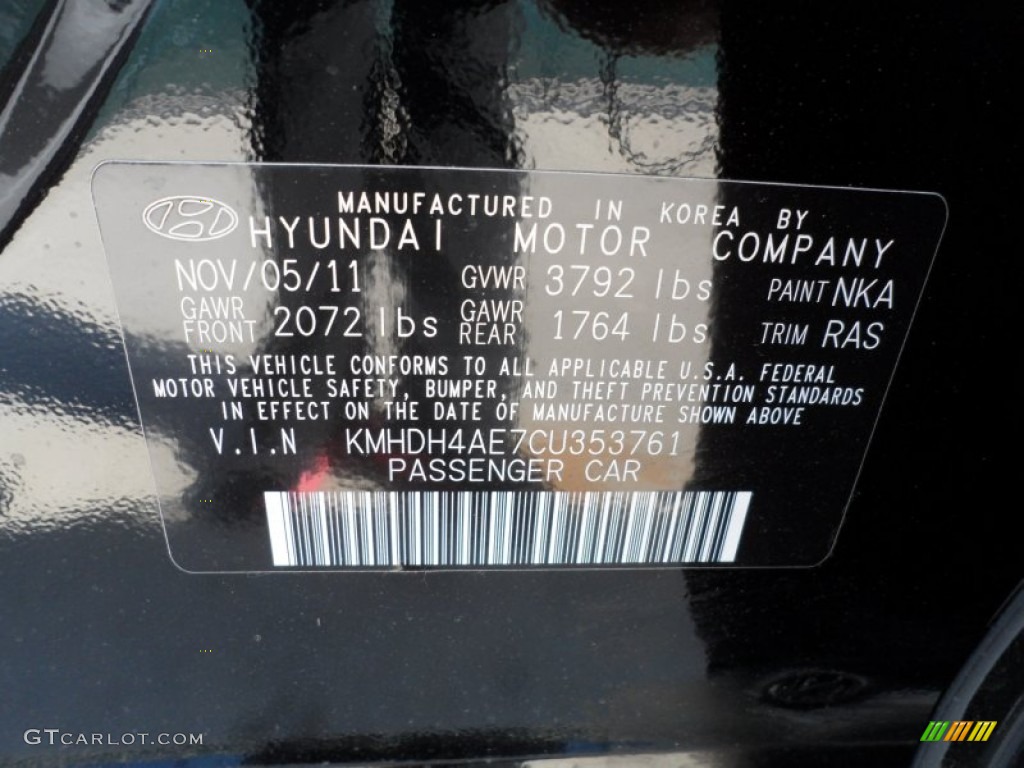 MANUFACTURED IN KOREA BY
HYUNDAI MOTOR COMPANY
NOV/05/11 GVWR 3792 lbs PAINT NKA
GAWR FRONT 2072 lbs GAWR REAR 1764 lbs TRIM RAS
THIS VEHICLE CONFORMS TO ALL APPLICABLE U.S.A. FEDERAL
MOTOR VEHICLE SAFETY, BUMPER, AND THEFT PREVENTION STANDARDS
IN EFFECT ON THE DATE OF MANUFACTURE SHOWN ABOVE
V.I.N KMHDH4AE7CU353761
PASSENGER CAR
GTCARLOT.COM